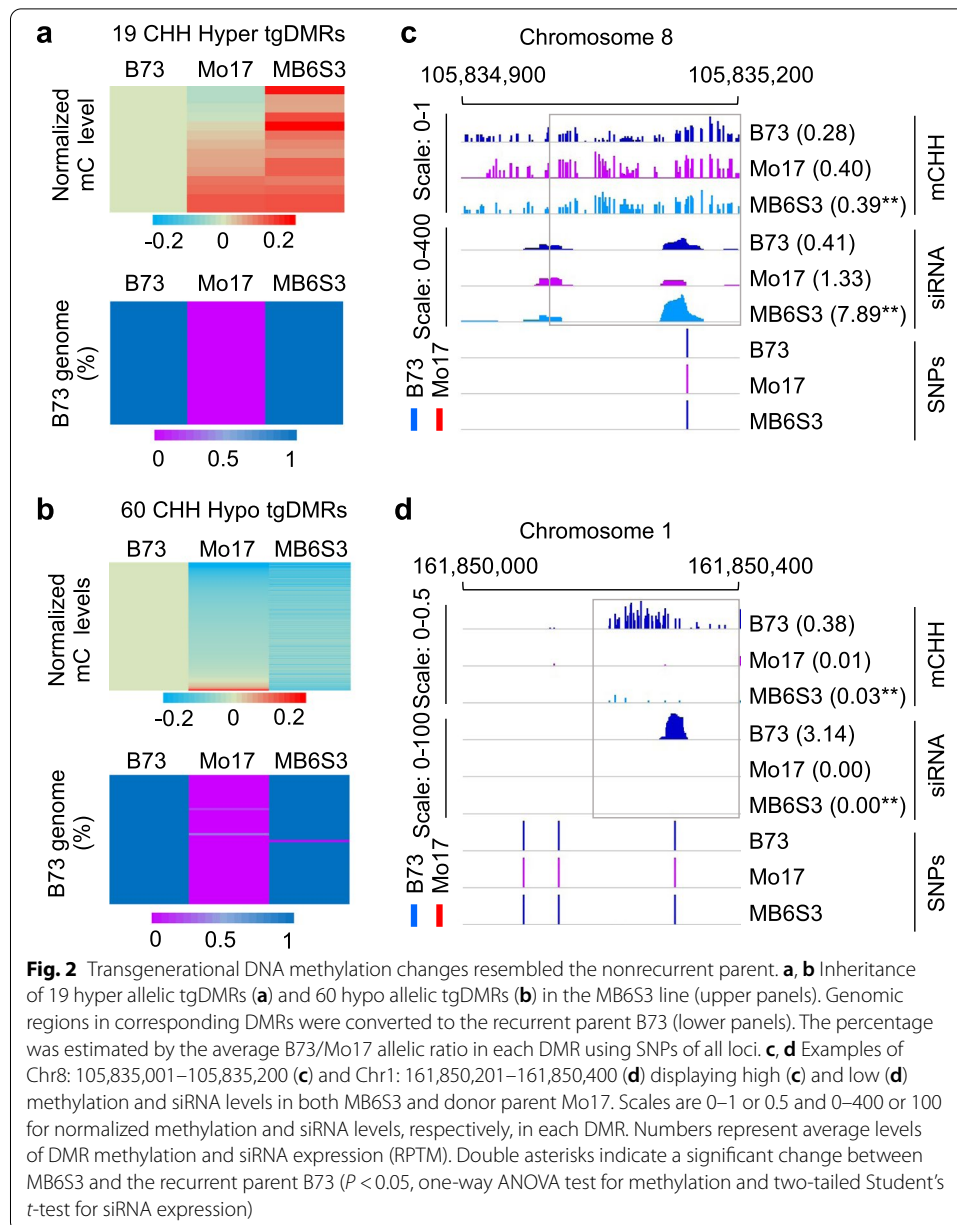 a
19 CHH Hyper tgDMRs
B73 Mo17 MB6S3
Normalized
mC level
-0.2 0 0.2
B73 Mo17 MB6S3
B73 genome
(%)
0 0.5 1
b
60 CHH Hypo tgDMRs
B73 Mo17 MB6S3
Normalized
mC levels
-0.2 0 0.2
B73 Mo17 MB6S3
B73 genome
(%)
0 0.5 1
c
Chromosome 8
105,834,900 105,835,200
Scale: 0-1
B73 (0.28)
Mo17 (0.40)
MB6S3 (0.39**)
mCHH
Scale: 0-400
B73 (0.41)
Mo17 (1.33)
MB6S3 (7.89**)
siRNA
B73
Mo17
B73
Mo17
MB6S3
SNPs
d
Chromosome 1
161,850,000 161,850,400
Scale: 0-0.5
B73 (0.38)
Mo17 (0.01)
MB6S3 (0.03**)
mCHH
Scale: 0-100
B73 (3.14)
Mo17 (0.00)
MB6S3 (0.00**)
siRNA
B73
Mo17
B73
Mo17
MB6S3
SNPs
Fig. 2 Transgenerational DNA methylation changes resembled the nonrecurrent parent. a, b Inheritance
of 19 hyper allelic tgDMRs (a) and 60 hypo allelic tgDMRs (b) in the MB6S3 line (upper panels). Genomic
regions in corresponding DMRs were converted to the recurrent parent B73 (lower panels). The percentage
was estimated by the average B73/Mo17 allelic ratio in each DMR using SNPs of all loci. c, d Examples of
Chr8: 105,835,001–105,835,200 (c) and Chr1: 161,850,201–161,850,400 (d) displaying high (c) and low (d)
methylation and siRNA levels in both MB6S3 and donor parent Mo17. Scales are 0–1 or 0.5 and 0–400 or 100
for normalized methylation and siRNA levels, respectively, in each DMR. Numbers represent average levels
of DMR methylation and siRNA expression (RPTM). Double asterisks indicate a significant change between
MB6S3 and the recurrent parent B73 (P < 0.05, one-way ANOVA test for methylation and two-tailed Student's
t-test for siRNA expression)